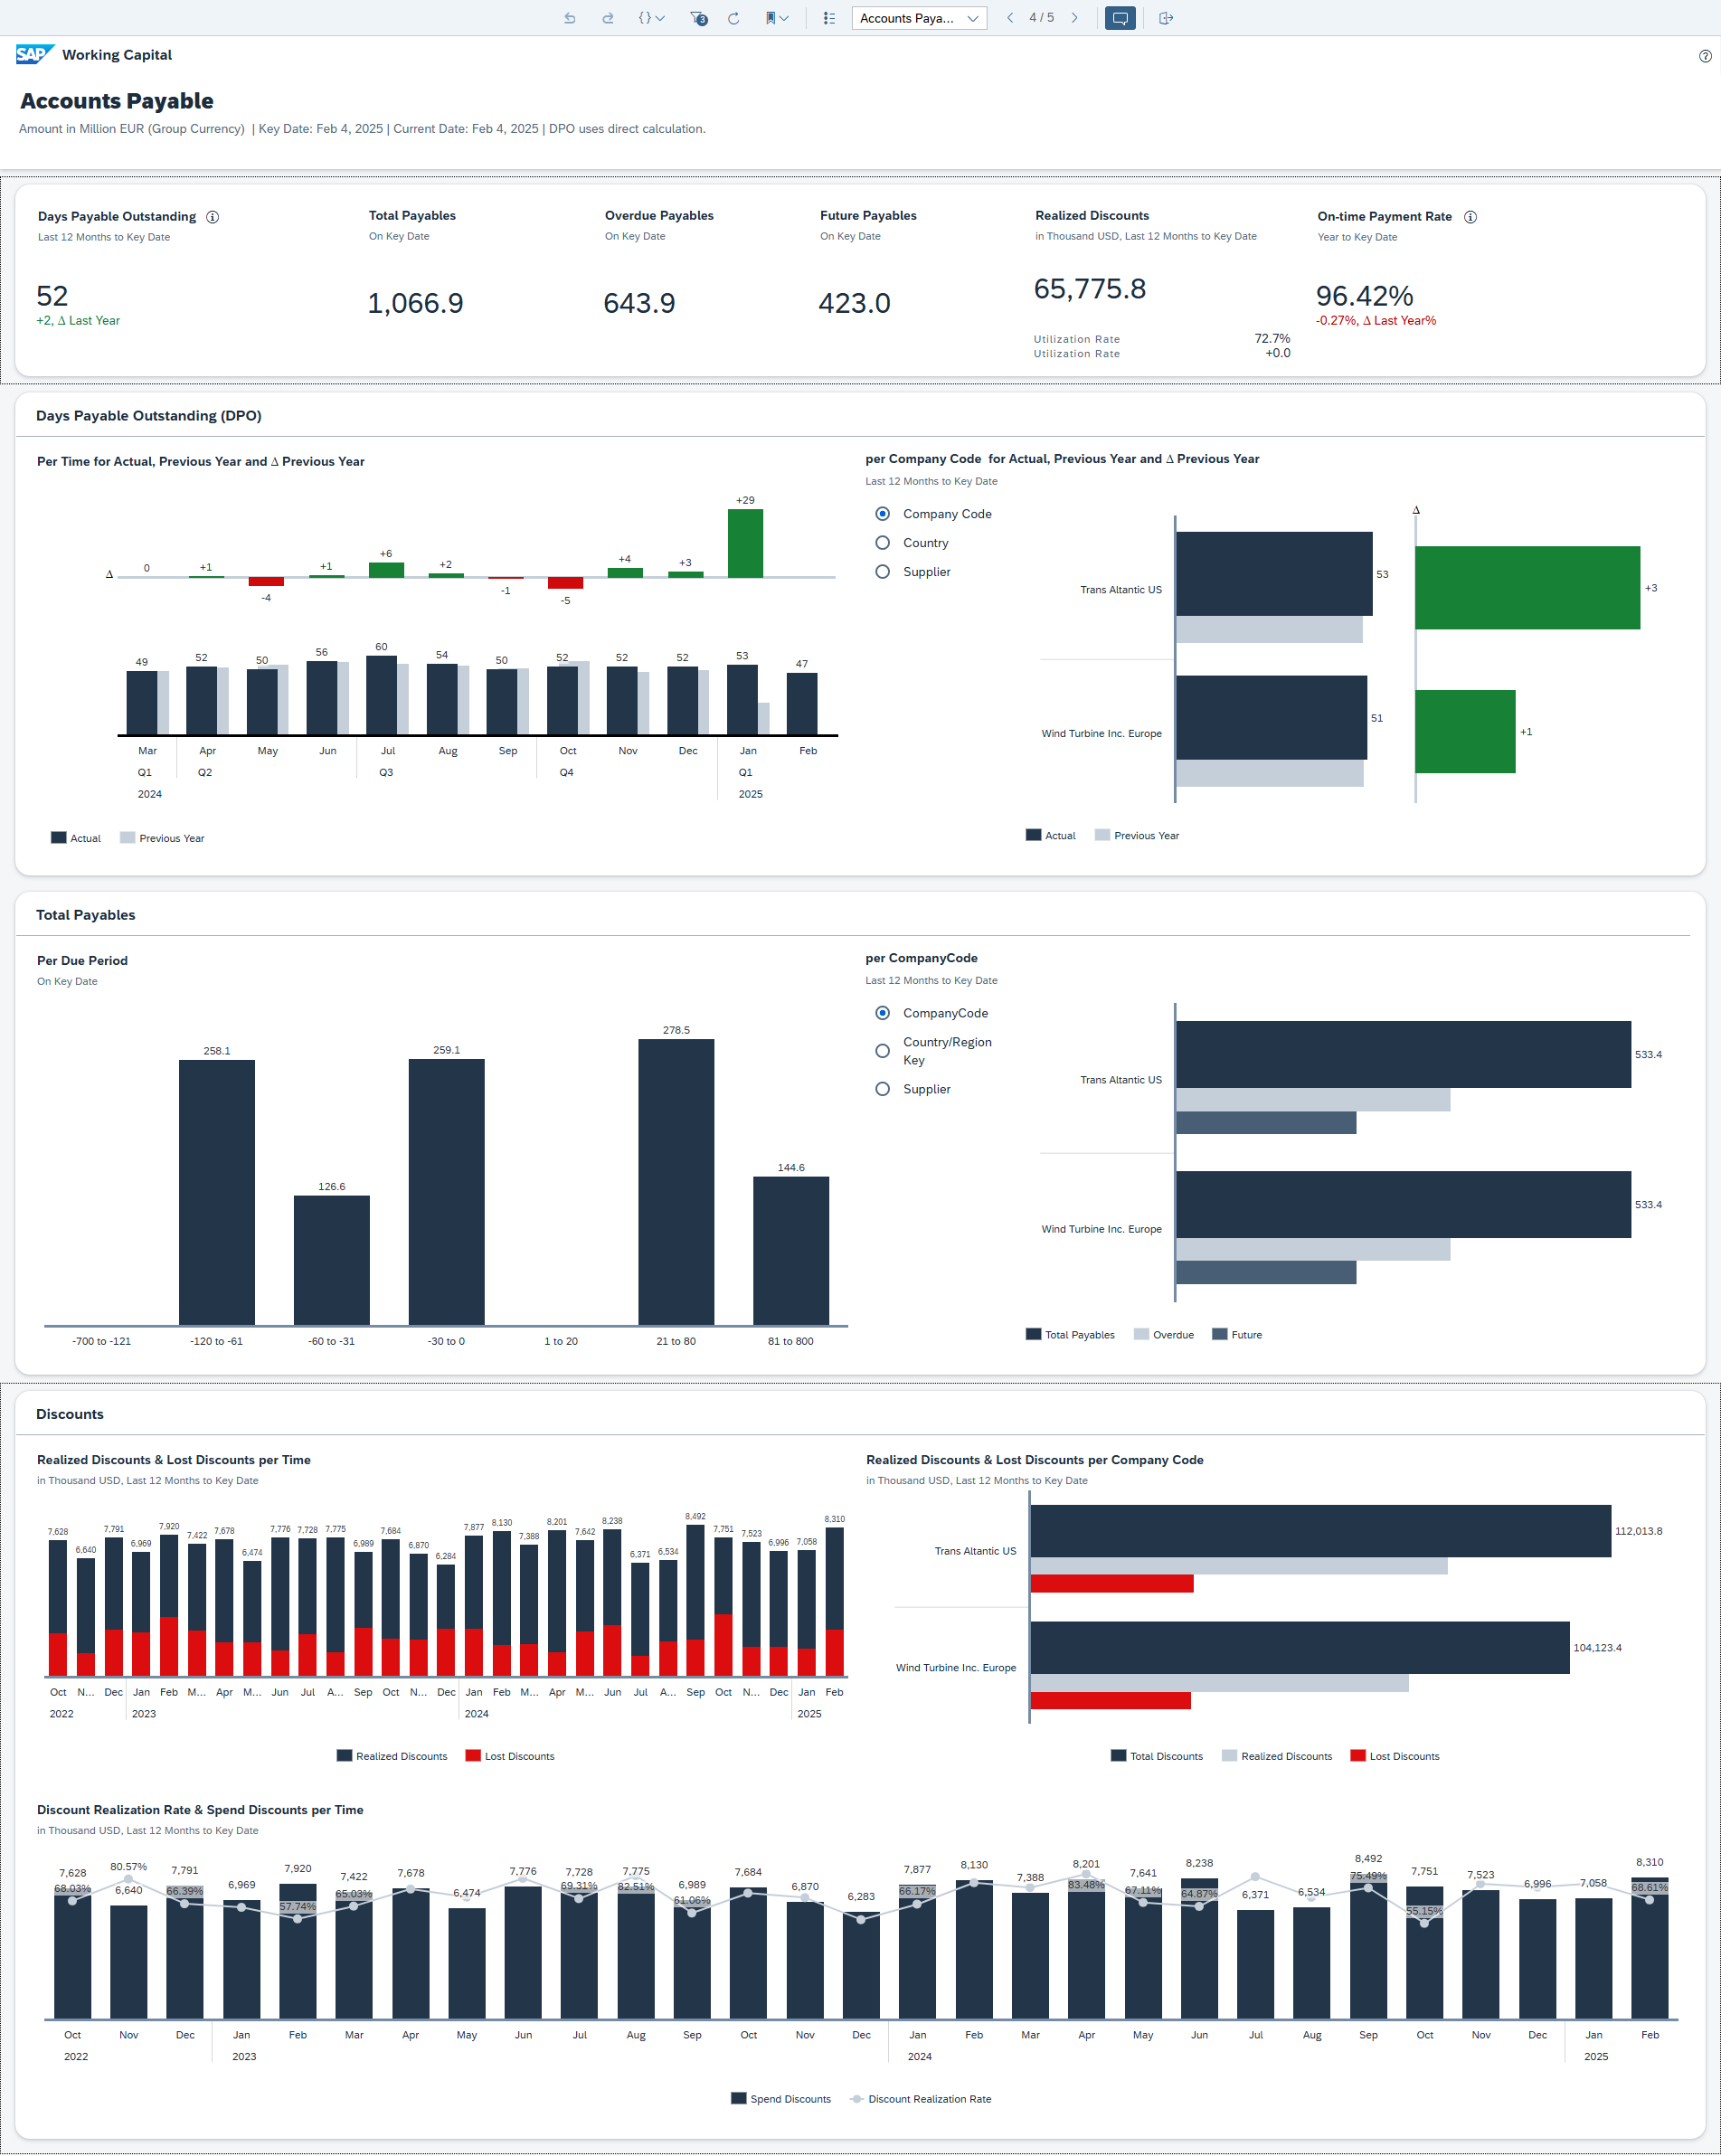 3
Accounts Paya...
4 / 5
SAP Working Capital
Accounts Payable
Amount in Million EUR (Group Currency) | Key Date: Feb 4, 2025 | Current Date: Feb 4, 2025 | DPO uses direct calculation.
Days Payable Outstanding
Last 12 Months to Key Date
52
+2, Δ Last Year
Total Payables
On Key Date
1,066.9
Overdue Payables
On Key Date
643.9
Future Payables
On Key Date
423.0
Realized Discounts
in Thousand USD, Last 12 Months to Key Date
65,775.8
Utilization Rate 72.7%
Utilization Rate +0.0
On-time Payment Rate
Year to Key Date
96.42%
-0.27%, Δ Last Year%
Days Payable Outstanding (DPO)
Per Time for Actual, Previous Year and Δ Previous Year
Δ 0 +1 -4 +1 +6 +2 -1 -5 +4 +3 +29
49 52 50 56 60 54 50 52 52 52 53 47
Mar Apr May Jun Jul Aug Sep Oct Nov Dec Jan Feb
Q1 Q2 Q3 Q4 Q1
2024 2025
Actual Previous Year
per Company Code for Actual, Previous Year and Δ Previous Year
Last 12 Months to Key Date
Company Code
Country
Supplier
Δ
Trans Altantic US 53 +3
Wind Turbine Inc. Europe 51 +1
Actual Previous Year
Total Payables
Per Due Period
On Key Date
258.1 126.6 259.1 278.5 144.6
-700 to -121 -120 to -61 -60 to -31 -30 to 0 1 to 20 21 to 80 81 to 800
per CompanyCode
Last 12 Months to Key Date
CompanyCode
Country/Region
Key
Supplier
Trans Altantic US 533.4
Wind Turbine Inc. Europe 533.4
Total Payables Overdue Future
Discounts
Realized Discounts & Lost Discounts per Time
in Thousand USD, Last 12 Months to Key Date
7,628 6,640 7,791 6,969 7,920 7,422 7,678 6,474 7,776 7,728 7,775 6,989 7,684 6,870 6,284 7,877 8,130 7,388 8,201 7,642 8,238 6,371 6,534 8,492 7,751 7,523 6,996 7,058 8,310
Oct N... Dec Jan Feb M... Apr M... Jun Jul A... Sep Oct N... Dec Jan Feb M... Apr M... Jun Jul A... Sep Oct N... Dec Jan Feb
2022 2023 2024 2025
Realized Discounts Lost Discounts
Realized Discounts & Lost Discounts per Company Code
in Thousand USD, Last 12 Months to Key Date
Trans Altantic US 112,013.8
Wind Turbine Inc. Europe 104,123.4
Total Discounts Realized Discounts Lost Discounts
Discount Realization Rate & Spend Discounts per Time
in Thousand USD, Last 12 Months to Key Date
7,628 6,640 7,791 6,969 7,920 7,422 7,678 6,474 7,776 7,728 7,775 6,989 7,684 6,870 6,283 7,877 8,130 7,388 8,201 7,641 8,238 6,371 6,534 8,492 7,751 7,523 6,996 7,058 8,310
68.03% 80.57% 66.39% 57.74% 65.03% 69.31% 82.51% 61.06% 66.17% 83.48% 67.11% 64.87% 75.49% 55.15% 68.61%
Oct Nov Dec Jan Feb Mar Apr May Jun Jul Aug Sep Oct Nov Dec Jan Feb Mar Apr May Jun Jul Aug Sep Oct Nov Dec Jan Feb
2022 2023 2024 2025
Spend Discounts Discount Realization Rate